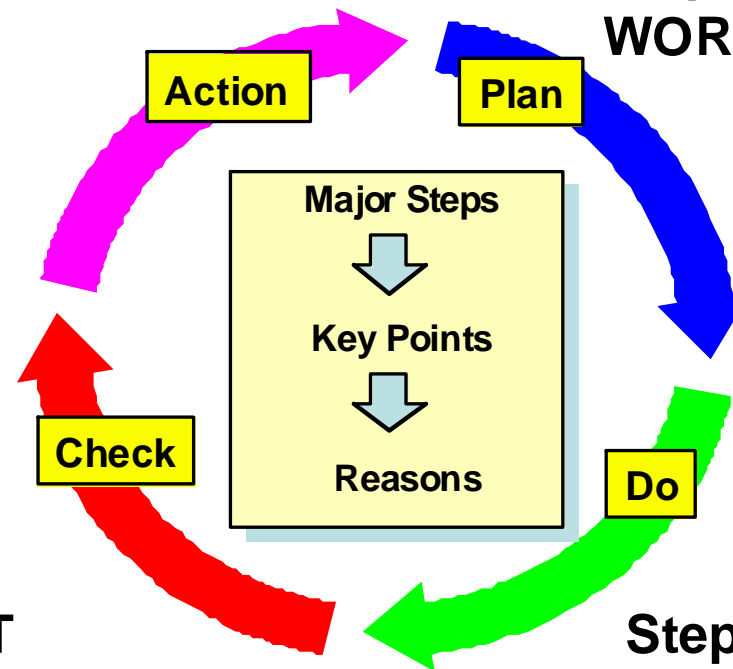 WOR
Action
Plan
Major Steps
Key Points
Check
Reasons
Do
T
Step